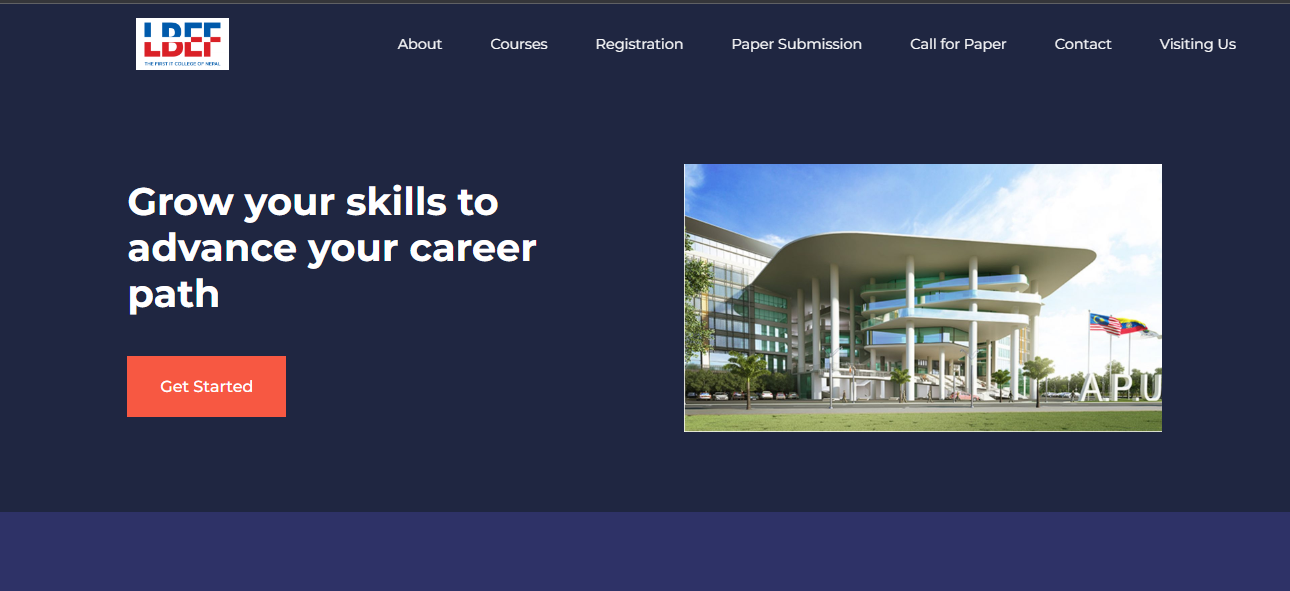 LBEF
THE FIRST IT COLLEGE OF NEPAL
About
Courses
Registration
Paper Submission
Call for Paper
Contact
Visiting Us
Grow your skills to
advance your career
path
Get Started
A.P.U